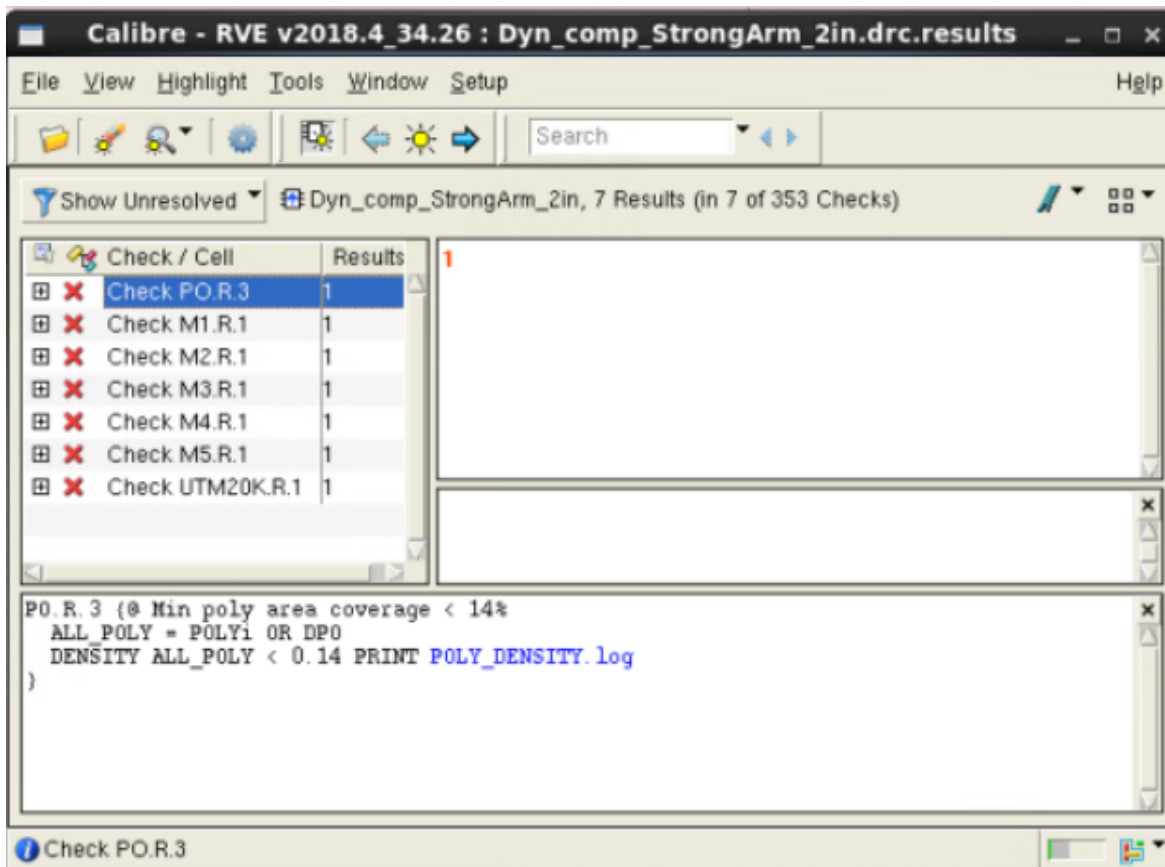 Calibre - RVE v2018.4_34.26 : Dyn_comp_StrongArm_2in.drc.results
File View Highlight Tools Window Setup Help
Search
Show Unresolved Dyn_comp_StrongArm_2in, 7 Results (in 7 of 353 Checks)
Check / Cell Results
Check PO.R.3 1
Check M1.R.1 1
Check M2.R.1 1
Check M3.R.1 1
Check M4.R.1 1
Check M5.R.1 1
Check UTM20K.R.1 1
1
PO.R.3 {@ Min poly area coverage < 14%
ALL_POLY = POLYi OR DPO
DENSITY ALL_POLY < 0.14 PRINT POLY_DENSITY.log
}
Check PO.R.3